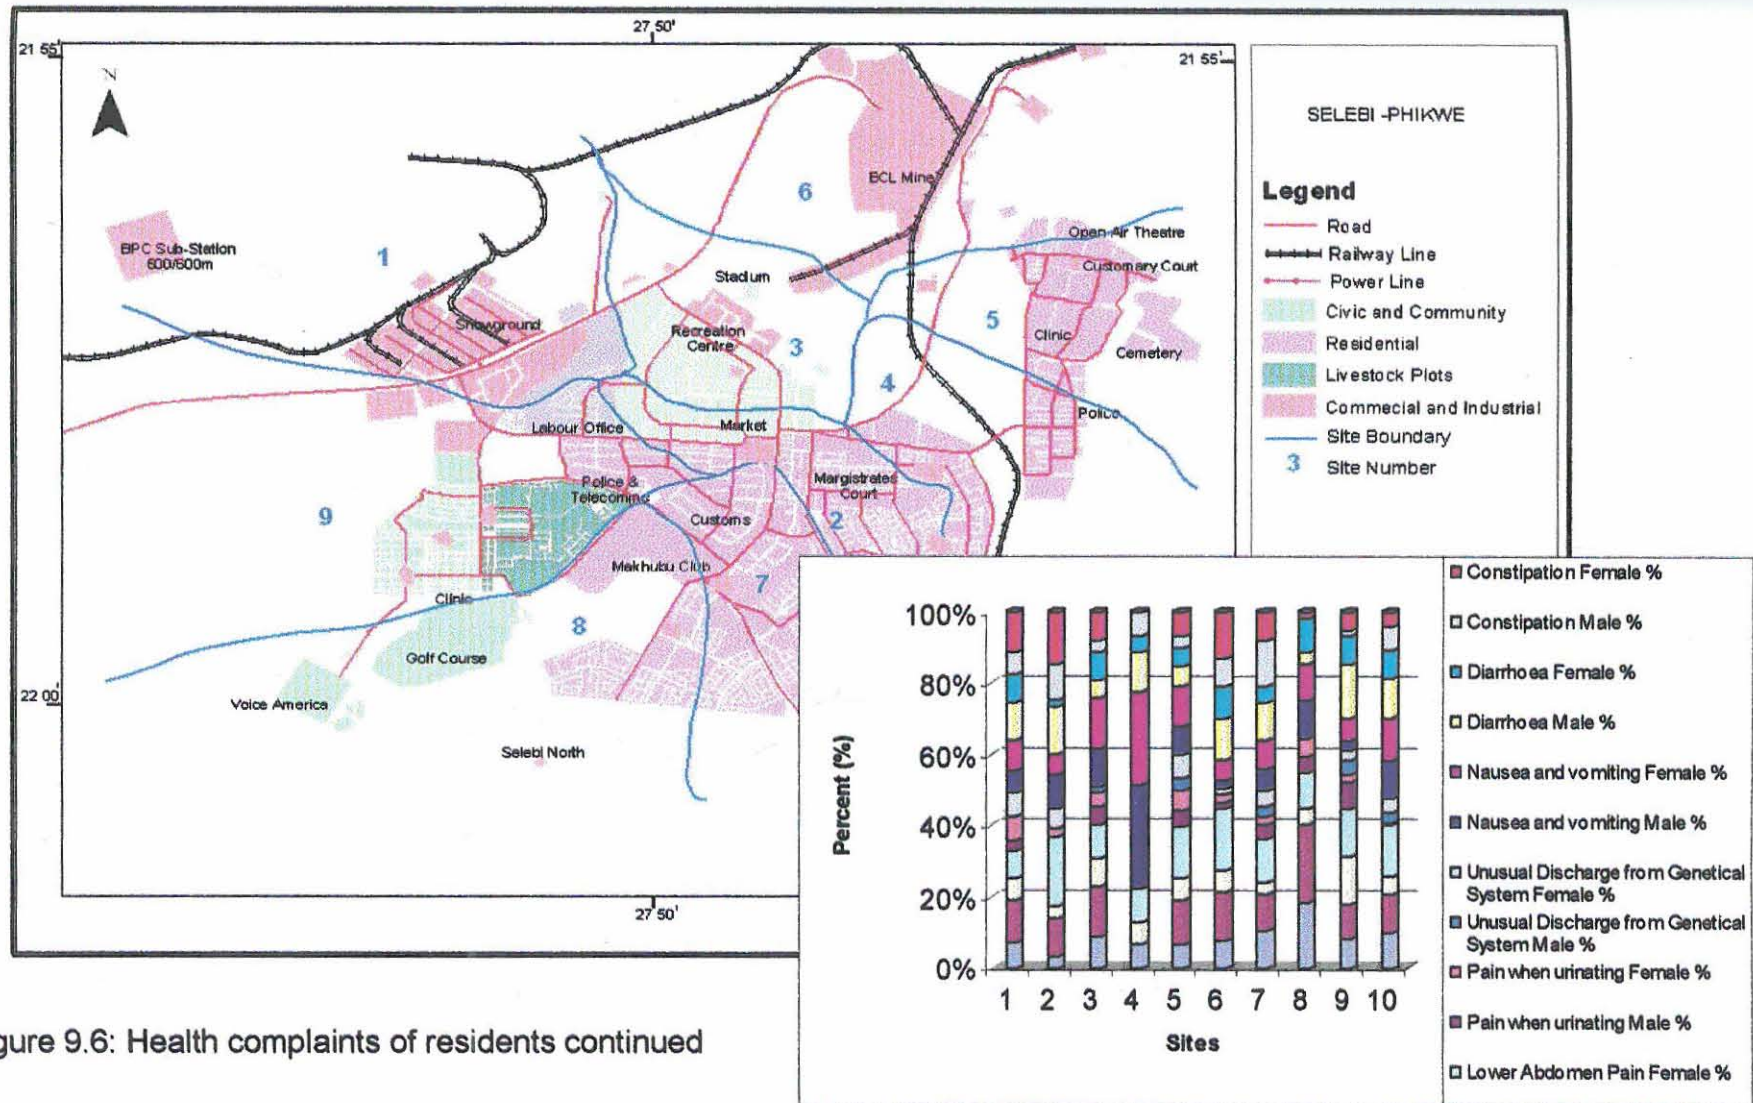 27 50'
21 55'
21 55'
N
SELEBI -PHIKWE
6
BCL Mine
Legend
Road
Railway Line
Power Line
Civic and Community
Residential
Livestock Plots
Commecial and Industrial
Site Boundary
3 Site Number
BPC Sub-Station
600/600m
1
Open Air Theatre
Customary Court
Stadium
Showground
Recreation
Centre
3
5
Clinic
Cemetery
4
Labour Office
Market
Police
9
Police &
Telecomms
Margistrates
Court
Customs
2
Makhubu Club
7
Clinic
8
Golf Course
Voice America
22 00'
Selebi North
27 50'
Percent (%)
100%
80%
60%
40%
20%
0%
1 2 3 4 5 6 7 8 9 10
Sites
Constipation Female %
Constipation Male %
Diarrhoea Female %
Diarrhoea Male %
Nausea and vomiting Female %
Nausea and vomiting Male %
Unusual Discharge from Genetical
System Female %
Unusual Discharge from Genetical
System Male %
Pain when urinating Female %
Pain when urinating Male %
Lower Abdomen Pain Female %
gure 9.6: Health complaints of residents continued